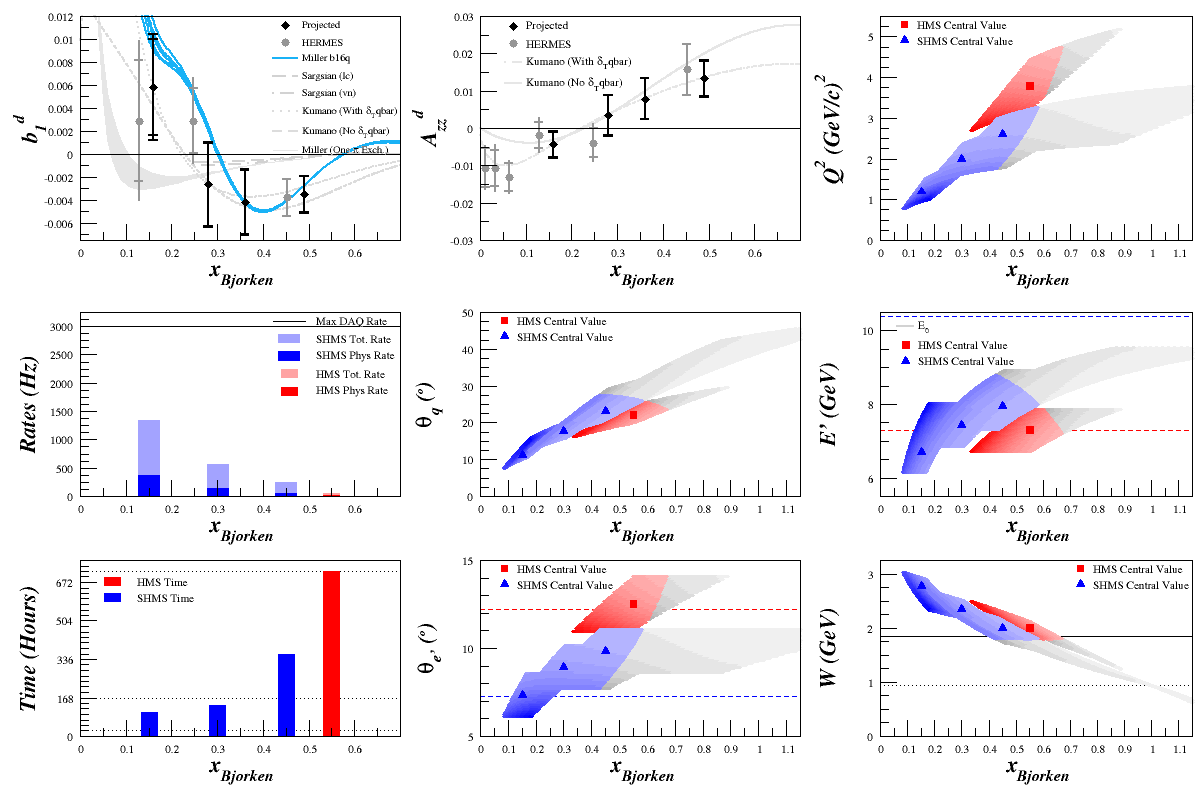 0.012
0.01
0.008
0.006
0.004
0.002
0
-0.002
-0.004
-0.006
b₁ᵈ
Projected
HERMES
Miller b16q
Sargsian (lc)
Sargsian (vn)
Kumano (With δTqbar)
Kumano (No δTqbar)
Miller (One π Exch.)
0 0.1 0.2 0.3 0.4 0.5 0.6
xBjorken
0.03
0.02
0.01
0
-0.01
-0.02
-0.03
Azzᵈ
Projected
HERMES
Kumano (With δTqbar)
Kumano (No δTqbar)
0 0.1 0.2 0.3 0.4 0.5 0.6
xBjorken
5
4
3
2
1
0
Q² (GeV/c)²
HMS Central Value
SHMS Central Value
0 0.1 0.2 0.3 0.4 0.5 0.6 0.7 0.8 0.9 1 1.1
xBjorken
3000
2500
2000
1500
1000
500
0
Rates (Hz)
Max DAQ Rate
SHMS Tot. Rate
SHMS Phys Rate
HMS Tot. Rate
HMS Phys Rate
0 0.1 0.2 0.3 0.4 0.5 0.6
xBjorken
50
40
30
20
10
0
θq (º)
HMS Central Value
SHMS Central Value
0 0.1 0.2 0.3 0.4 0.5 0.6 0.7 0.8 0.9 1 1.1
xBjorken
10
8
6
E' (GeV)
E₀
HMS Central Value
SHMS Central Value
0 0.1 0.2 0.3 0.4 0.5 0.6 0.7 0.8 0.9 1 1.1
xBjorken
672
504
336
168
0
Time (Hours)
HMS Time
SHMS Time
0 0.1 0.2 0.3 0.4 0.5 0.6
xBjorken
15
10
5
θe' (º)
HMS Central Value
SHMS Central Value
0 0.1 0.2 0.3 0.4 0.5 0.6 0.7 0.8 0.9 1 1.1
xBjorken
3
2
1
0
W (GeV)
HMS Central Value
SHMS Central Value
0 0.1 0.2 0.3 0.4 0.5 0.6 0.7 0.8 0.9 1 1.1
xBjorken